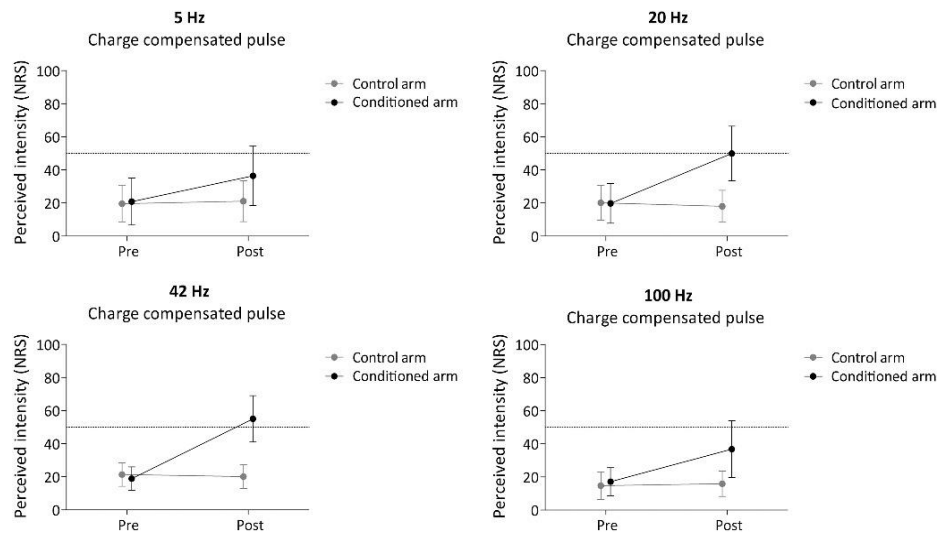 5 Hz
Charge compensated pulse
Perceived intensity (NRS)
100
80
60
40
20
0
Pre
Post
Control arm
Conditioned arm
20 Hz
Charge compensated pulse
Perceived intensity (NRS)
100
80
60
40
20
0
Pre
Post
Control arm
Conditioned arm
42 Hz
Charge compensated pulse
Perceived intensity (NRS)
100
80
60
40
20
0
Pre
Post
Control arm
Conditioned arm
100 Hz
Charge compensated pulse
Perceived intensity (NRS)
100
80
60
40
20
0
Pre
Post
Control arm
Conditioned arm